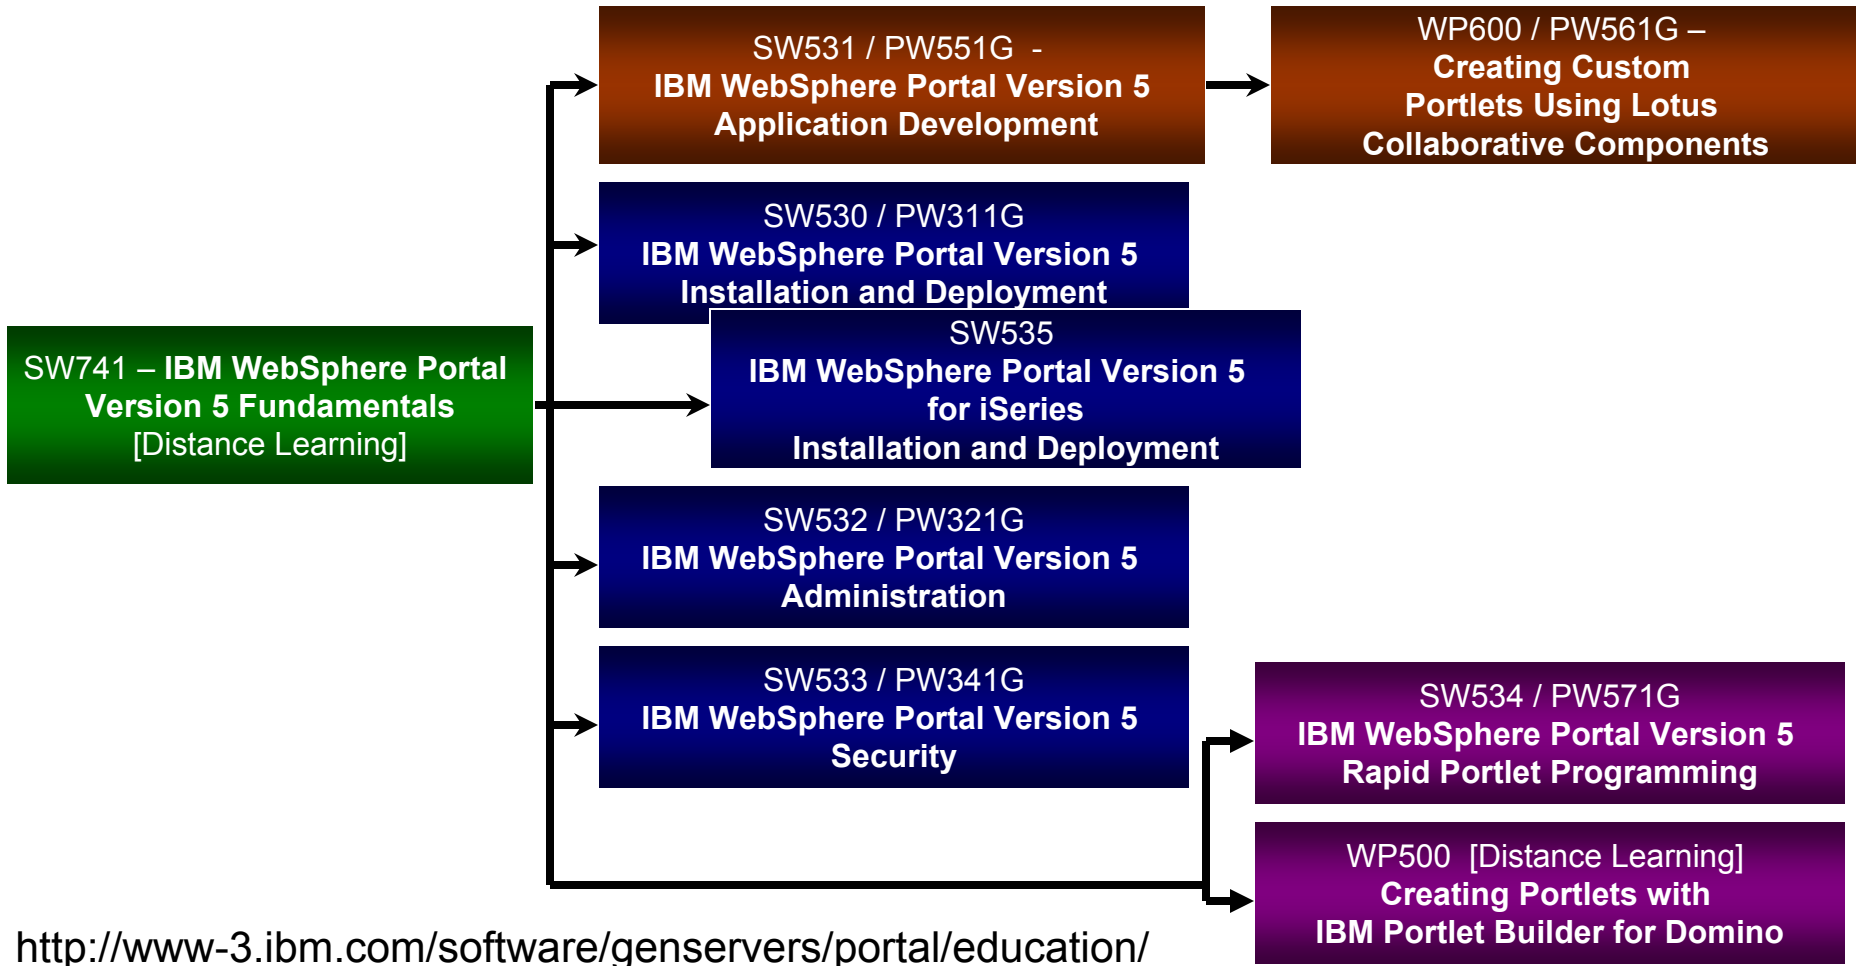 SW531 / PW551G -
IBM WebSphere Portal Version 5
Application Development
WP600 / PW561G –
Creating Custom
Portlets Using Lotus
Collaborative Components
SW530 / PW311G
IBM WebSphere Portal Version 5
Installation and Deployment
SW741 – IBM WebSphere Portal
Version 5 Fundamentals
[Distance Learning]
SW535
IBM WebSphere Portal Version 5
for iSeries
Installation and Deployment
SW532 / PW321G
IBM WebSphere Portal Version 5
Administration
SW533 / PW341G
IBM WebSphere Portal Version 5
Security
SW534 / PW571G
IBM WebSphere Portal Version 5
Rapid Portlet Programming
WP500 [Distance Learning]
Creating Portlets with
IBM Portlet Builder for Domino
http://www-3.ibm.com/software/genservers/portal/education/